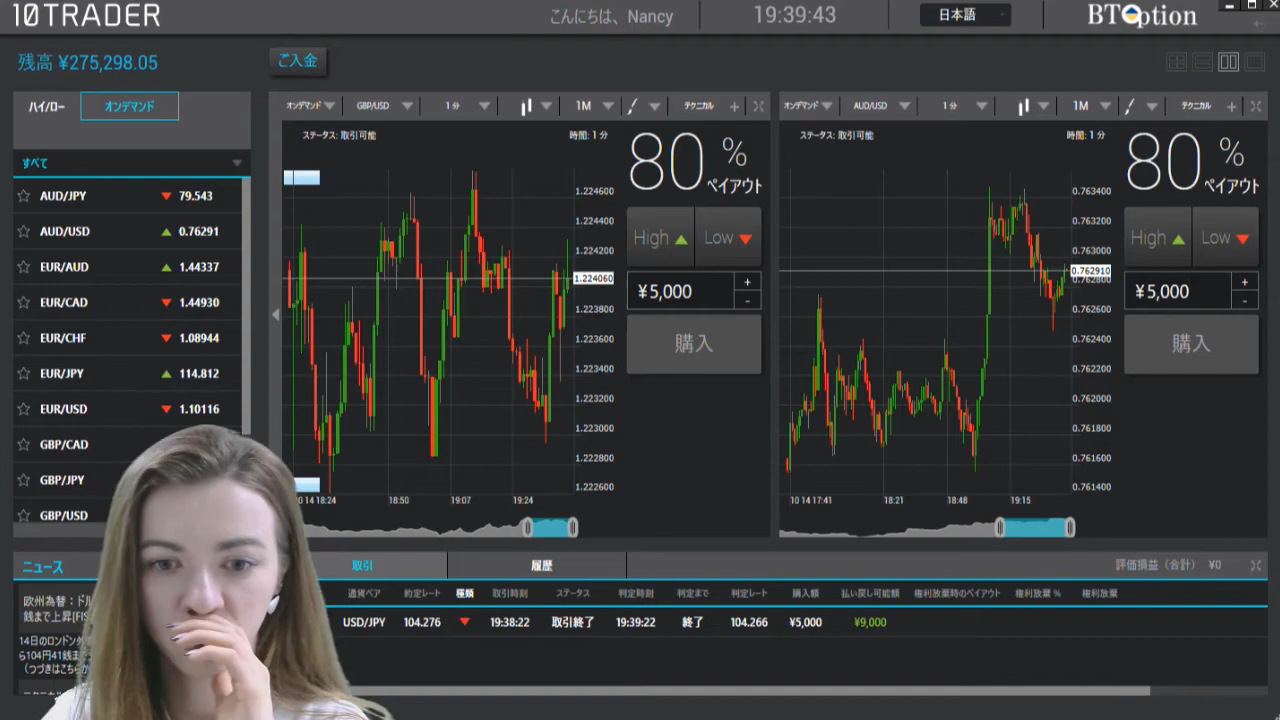 10TRADER
こんにちは、Nancy
19:39:43
日本語
BTOption
残高 ¥275,298.05
ご入金
ハイ/ロー
オンデマンド
すべて
AUD/JPY 79.543
AUD/USD 0.76291
EUR/AUD 1.44337
EUR/CAD 1.44930
EUR/CHF 1.08944
EUR/JPY 114.812
EUR/USD 1.10116
GBP/CAD
GBP/JPY
GBP/USD
オンデマンド GBP/USD 1 分 1M テクニカル
ステータス: 取引可能 時間: 1 分
80 %
ペイアウト
High Low
¥5,000
+
-
購入
1.224600
1.224400
1.224200
1.224060
1.223800
1.223600
1.223400
1.223200
1.223000
1.222800
1.222600
10 14 18:24 18:50 19:07 19:24
オンデマンド AUD/USD 1 分 1M テクニカル
ステータス: 取引可能 時間: 1 分
80 %
ペイアウト
High Low
¥5,000
+
-
購入
0.763400
0.763200
0.763000
0.762910
0.762800
0.762600
0.762400
0.762200
0.762000
0.761800
0.761600
0.761400
10 14 17:41 18:21 18:48 19:15
ニュース
欧州為替：ドル
銭まで上昇[FIS
14日のロンドン外
ら104円41銭まで
（つづきはこちらか
取引 履歴 評価損益（合計） ¥0
通貨ペア 約定レート 種類 取引時刻 ステータス 判定時刻 判定まで 判定レート 購入額 払い戻し可能額 権利放棄時のペイアウト 権利放棄 % 権利放棄
USD/JPY 104.276 19:38:22 取引終了 19:39:22 終了 104.266 ¥5,000 ¥9,000